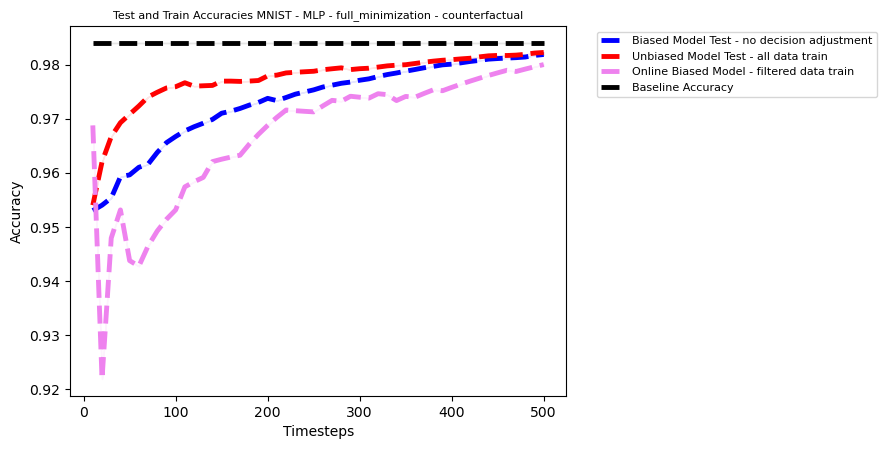 Test and Train Accuracies MNIST - MLP - full_minimization - counterfactual
Biased Model Test - no decision adjustment
Unbiased Model Test - all data train
Online Biased Model - filtered data train
Baseline Accuracy
Accuracy
0.98
0.97
0.96
0.95
0.94
0.93
0.92
0
100
200
300
400
500
Timesteps